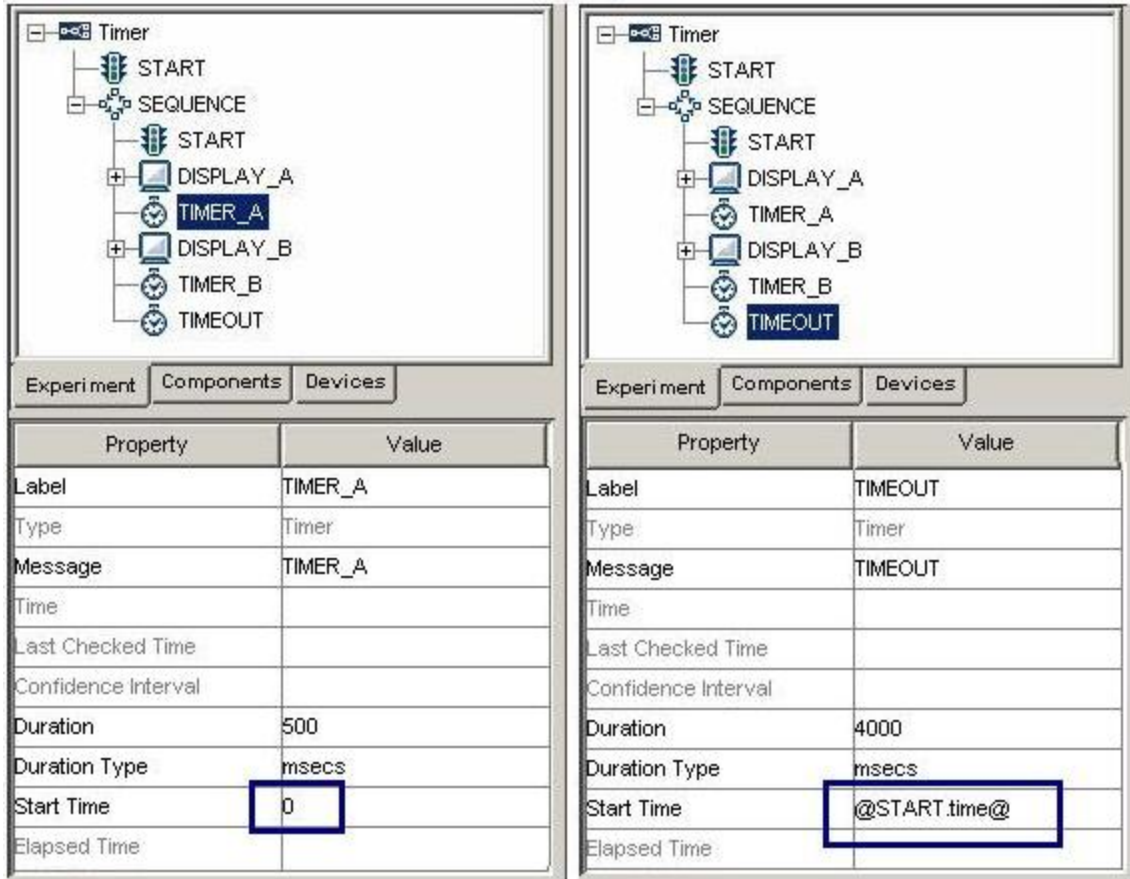 Timer
START
SEQUENCE
START
DISPLAY_A
TIMER_A
DISPLAY_B
TIMER_B
TIMEOUT
Experiment Components Devices
Property Value
Label TIMER_A
Type Timer
Message TIMER_A
Time
Last Checked Time
Confidence Interval
Duration 500
Duration Type msecs
Start Time 0
Elapsed Time
Timer
START
SEQUENCE
START
DISPLAY_A
TIMER_A
DISPLAY_B
TIMER_B
TIMEOUT
Experiment Components Devices
Property Value
Label TIMEOUT
Type Timer
Message TIMEOUT
Time
Last Checked Time
Confidence Interval
Duration 4000
Duration Type msecs
Start Time @START.time@
Elapsed Time